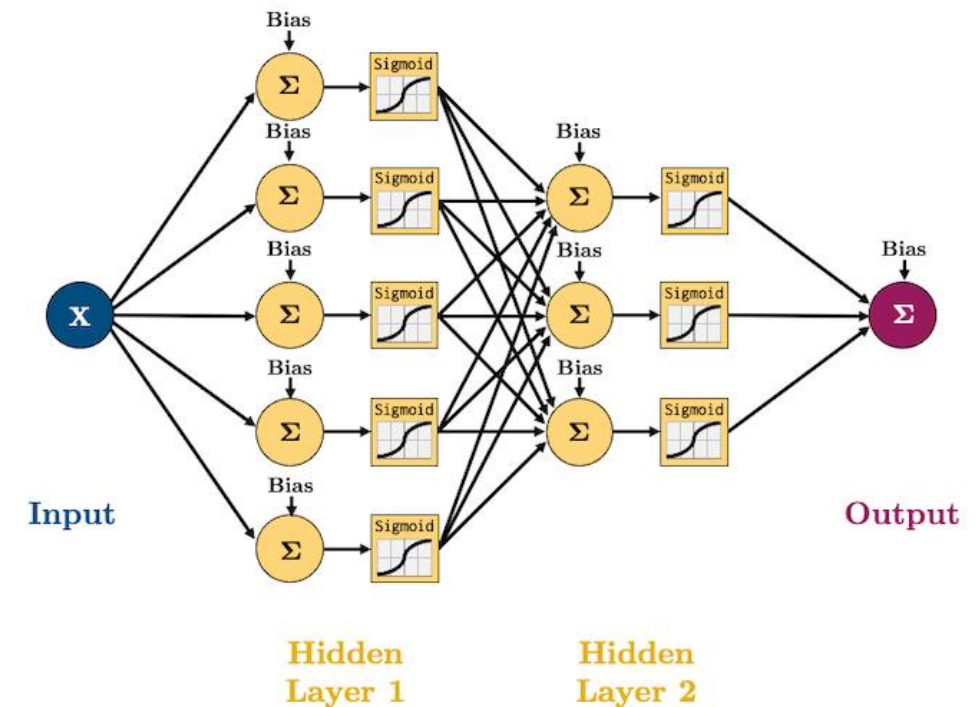 Bias
Σ
Sigmoid
Bias
Σ
Sigmoid
Bias
Σ
Sigmoid
Bias
Σ
Sigmoid
Bias
Σ
Sigmoid
Bias
Σ
Sigmoid
Bias
Σ
Sigmoid
Bias
Σ
Sigmoid
Bias
Σ
X
Input
Output
Hidden
Layer 1
Hidden
Layer 2